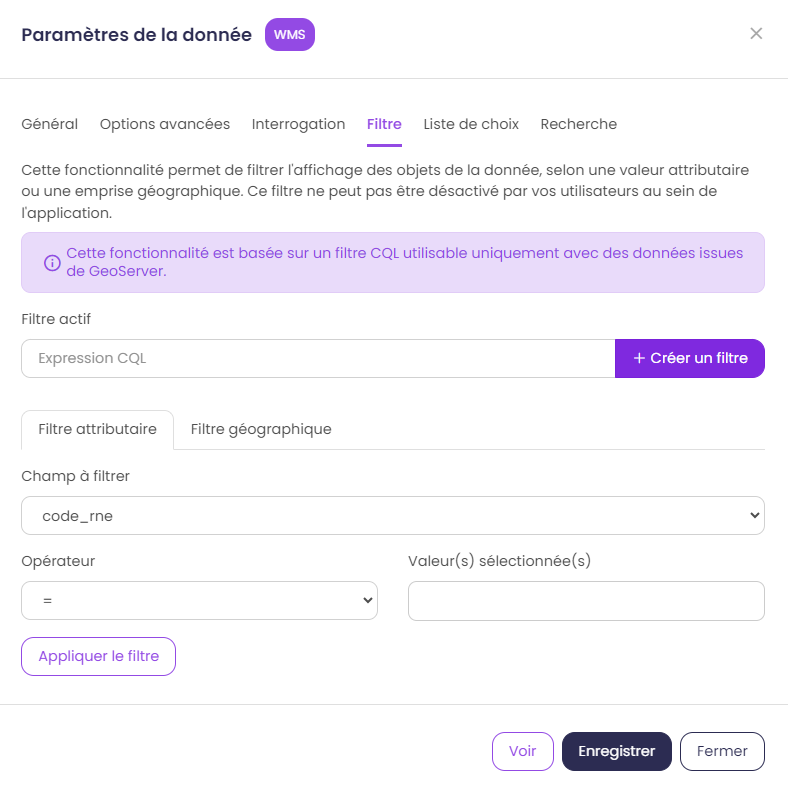 Paramètres de la donnée WMS
Général Options avancées Interrogation Filtre Liste de choix Recherche
Cette fonctionnalité permet de filtrer l'affichage des objets de la donnée, selon une valeur attributaire
ou une emprise géographique. Ce filtre ne peut pas être désactivé par vos utilisateurs au sein de
l'application.
Cette fonctionnalité est basée sur un filtre CQL utilisable uniquement avec des données issues
de GeoServer.
Filtre actif
Expression CQL + Créer un filtre
Filtre attributaire Filtre géographique
Champ à filtrer
code_rne
Opérateur Valeur(s) sélectionnée(s)
=
Appliquer le filtre
Voir Enregistrer Fermer